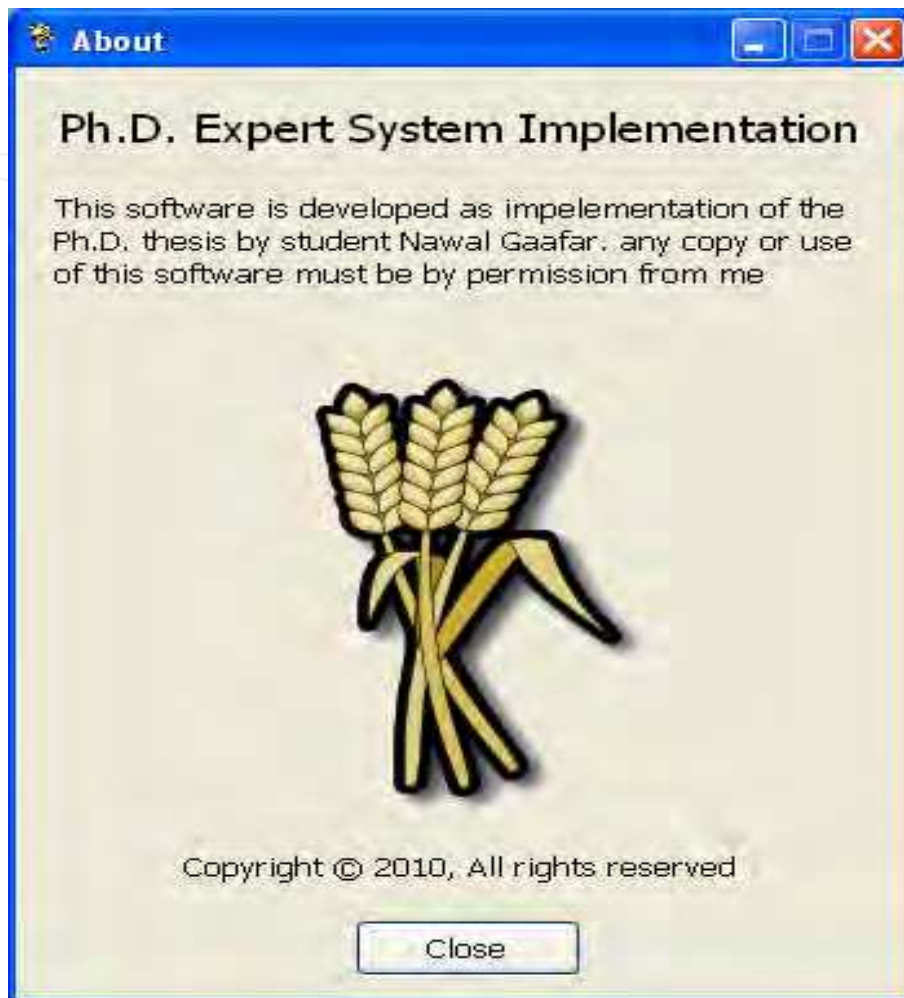 About
Ph.D. Expert System Implementation
This software is developed as impelementation of the
Ph.D. thesis by student Nawal Gaafar. any copy or use
of this software must be by permission from me
Copyright © 2010, All rights reserved
Close